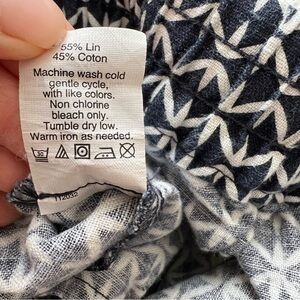 55% Lin
45% Coton
Machine wash cold
gentle cycle,
with like colors.
Non chlorine
bleach only.
Tumble dry low.
Warm iron as needed.